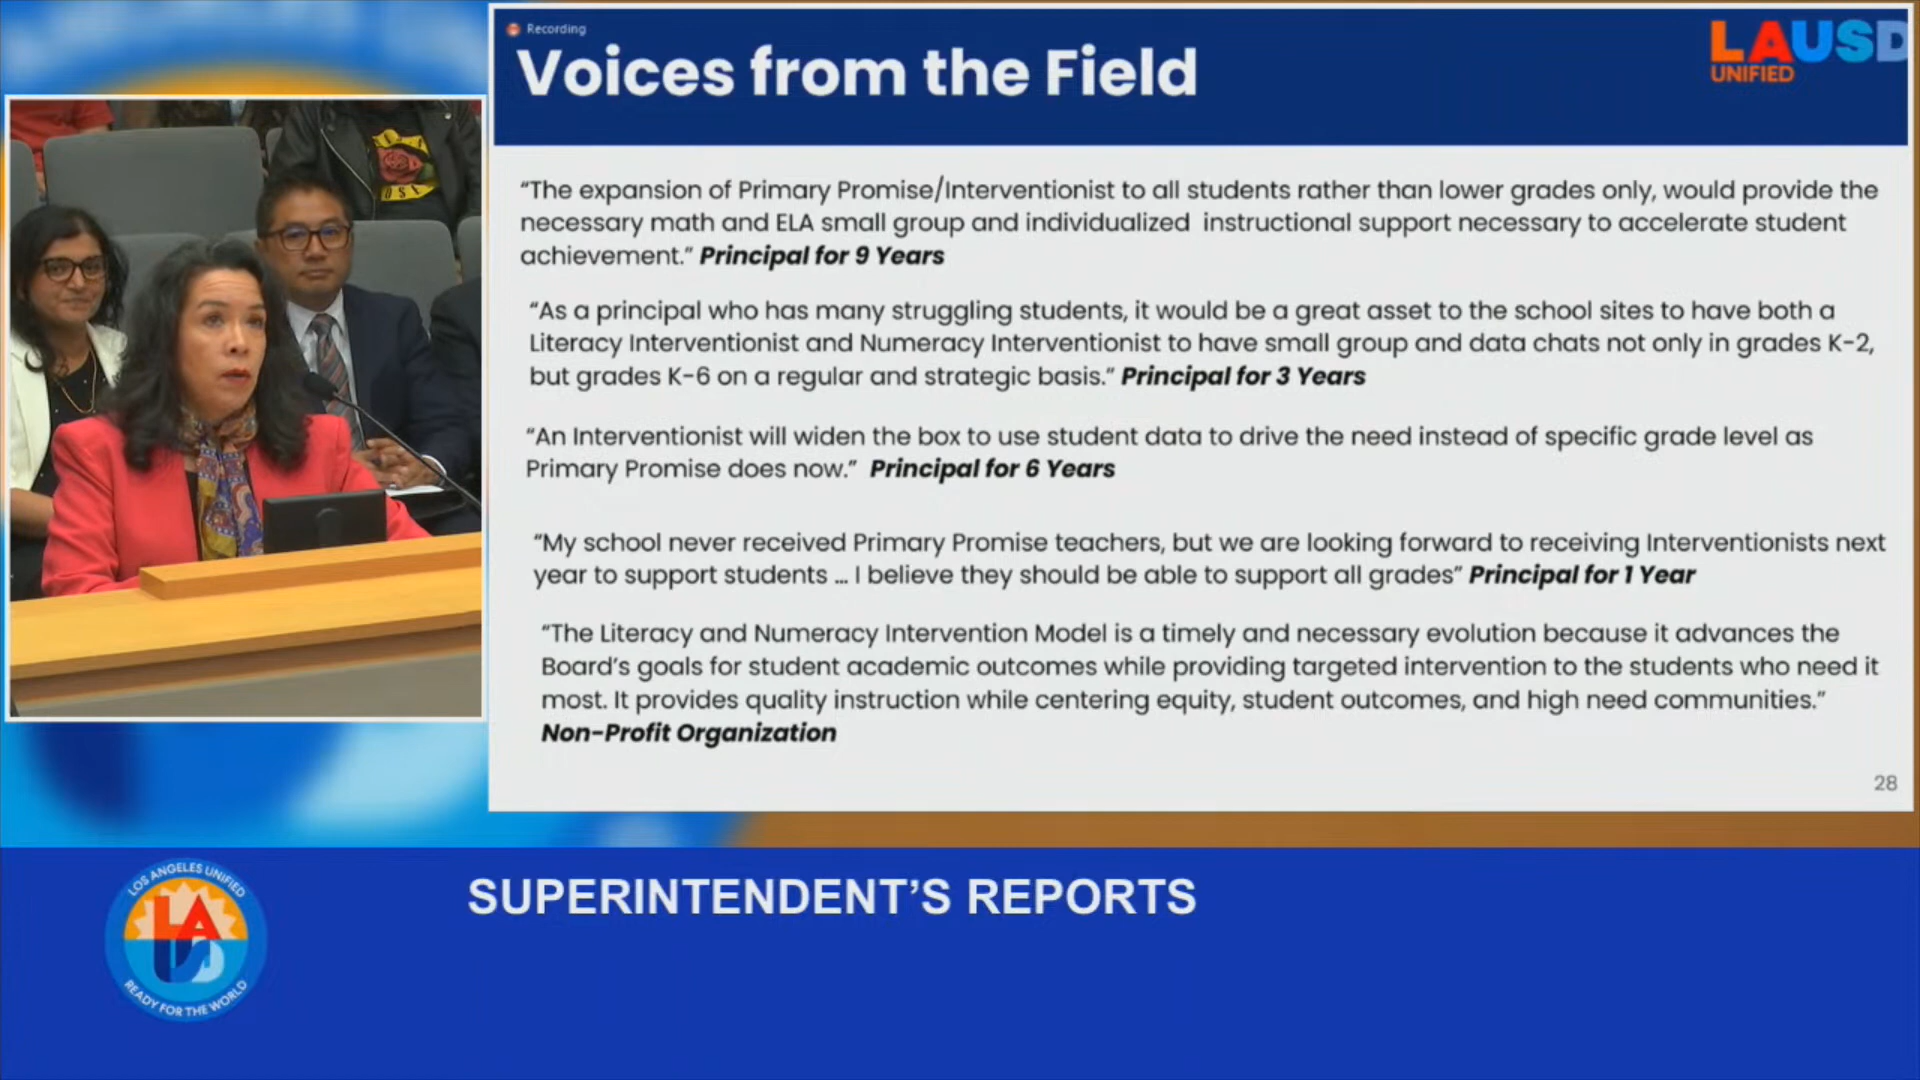 Recording
Voices from the Field
LAUSD
UNIFIED
“The expansion of Primary Promise/Interventionist to all students rather than lower grades only, would provide the
necessary math and ELA small group and individualized instructional support necessary to accelerate student
achievement.” Principal for 9 Years
“As a principal who has many struggling students, it would be a great asset to the school sites to have both a
Literacy Interventionist and Numeracy Interventionist to have small group and data chats not only in grades K-2,
but grades K-6 on a regular and strategic basis.” Principal for 3 Years
“An Interventionist will widen the box to use student data to drive the need instead of specific grade level as
Primary Promise does now.” Principal for 6 Years
“My school never received Primary Promise teachers, but we are looking forward to receiving Interventionists next
year to support students ... I believe they should be able to support all grades” Principal for 1 Year
“The Literacy and Numeracy Intervention Model is a timely and necessary evolution because it advances the
Board’s goals for student academic outcomes while providing targeted intervention to the students who need it
most. It provides quality instruction while centering equity, student outcomes, and high need communities.”
Non-Profit Organization
28
SUPERINTENDENT’S REPORTS
LOS ANGELES UNIFIED
LAUSD
READY FOR THE WORLD